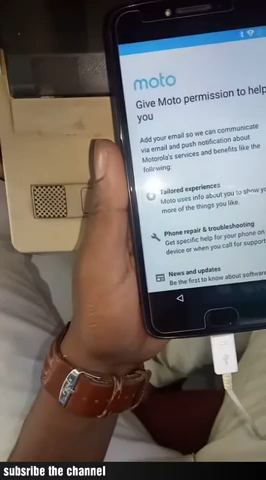 moto
Give Moto permission to help
you
Add your email so we can communicate
via email and push notification about
Motorola's services and benefits like the
following:
Tailored experiences
Moto uses info about you to show you
more of the things you like.
Phone repair & troubleshooting
Get specific help for your phone on
device or when you call for support
News and updates
Be the first to know about software
subsribe the channel